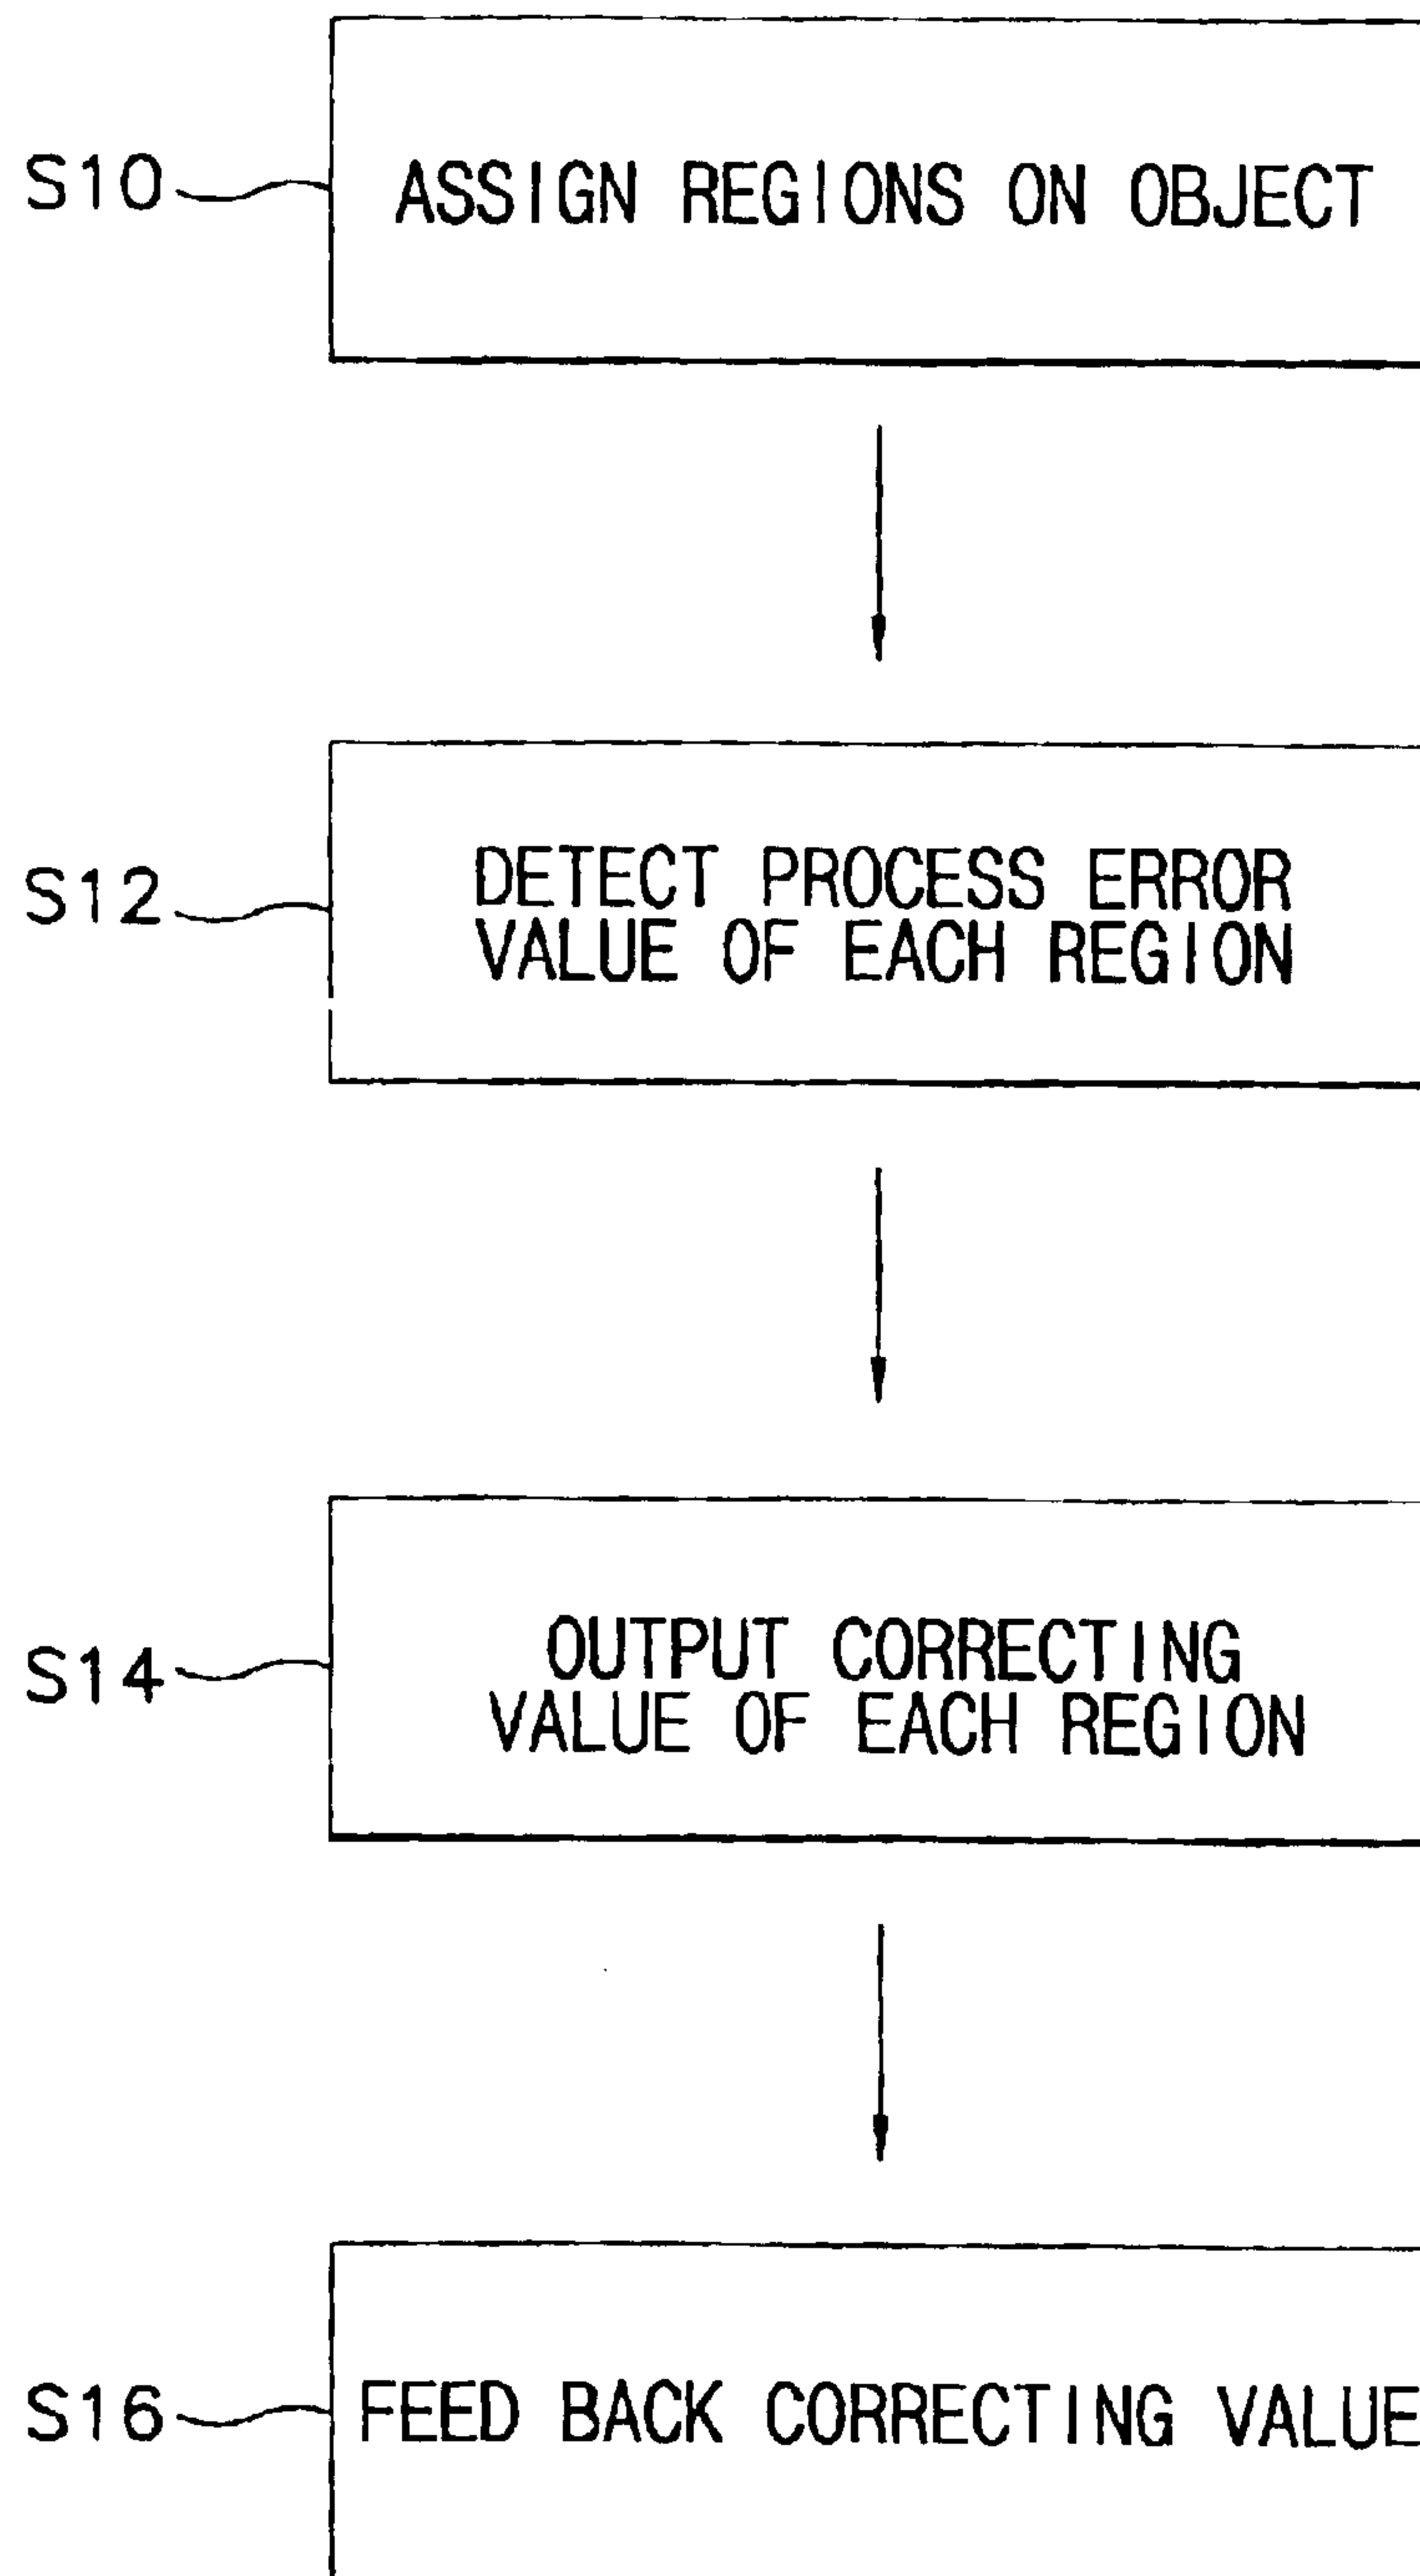 S10
ASSIGN REGIONS ON OBJECT
S12
DETECT PROCESS ERROR
VALUE OF EACH REGION
S14
OUTPUT CORRECTING
VALUE OF EACH REGION
S16
FEED BACK CORRECTING VALUE